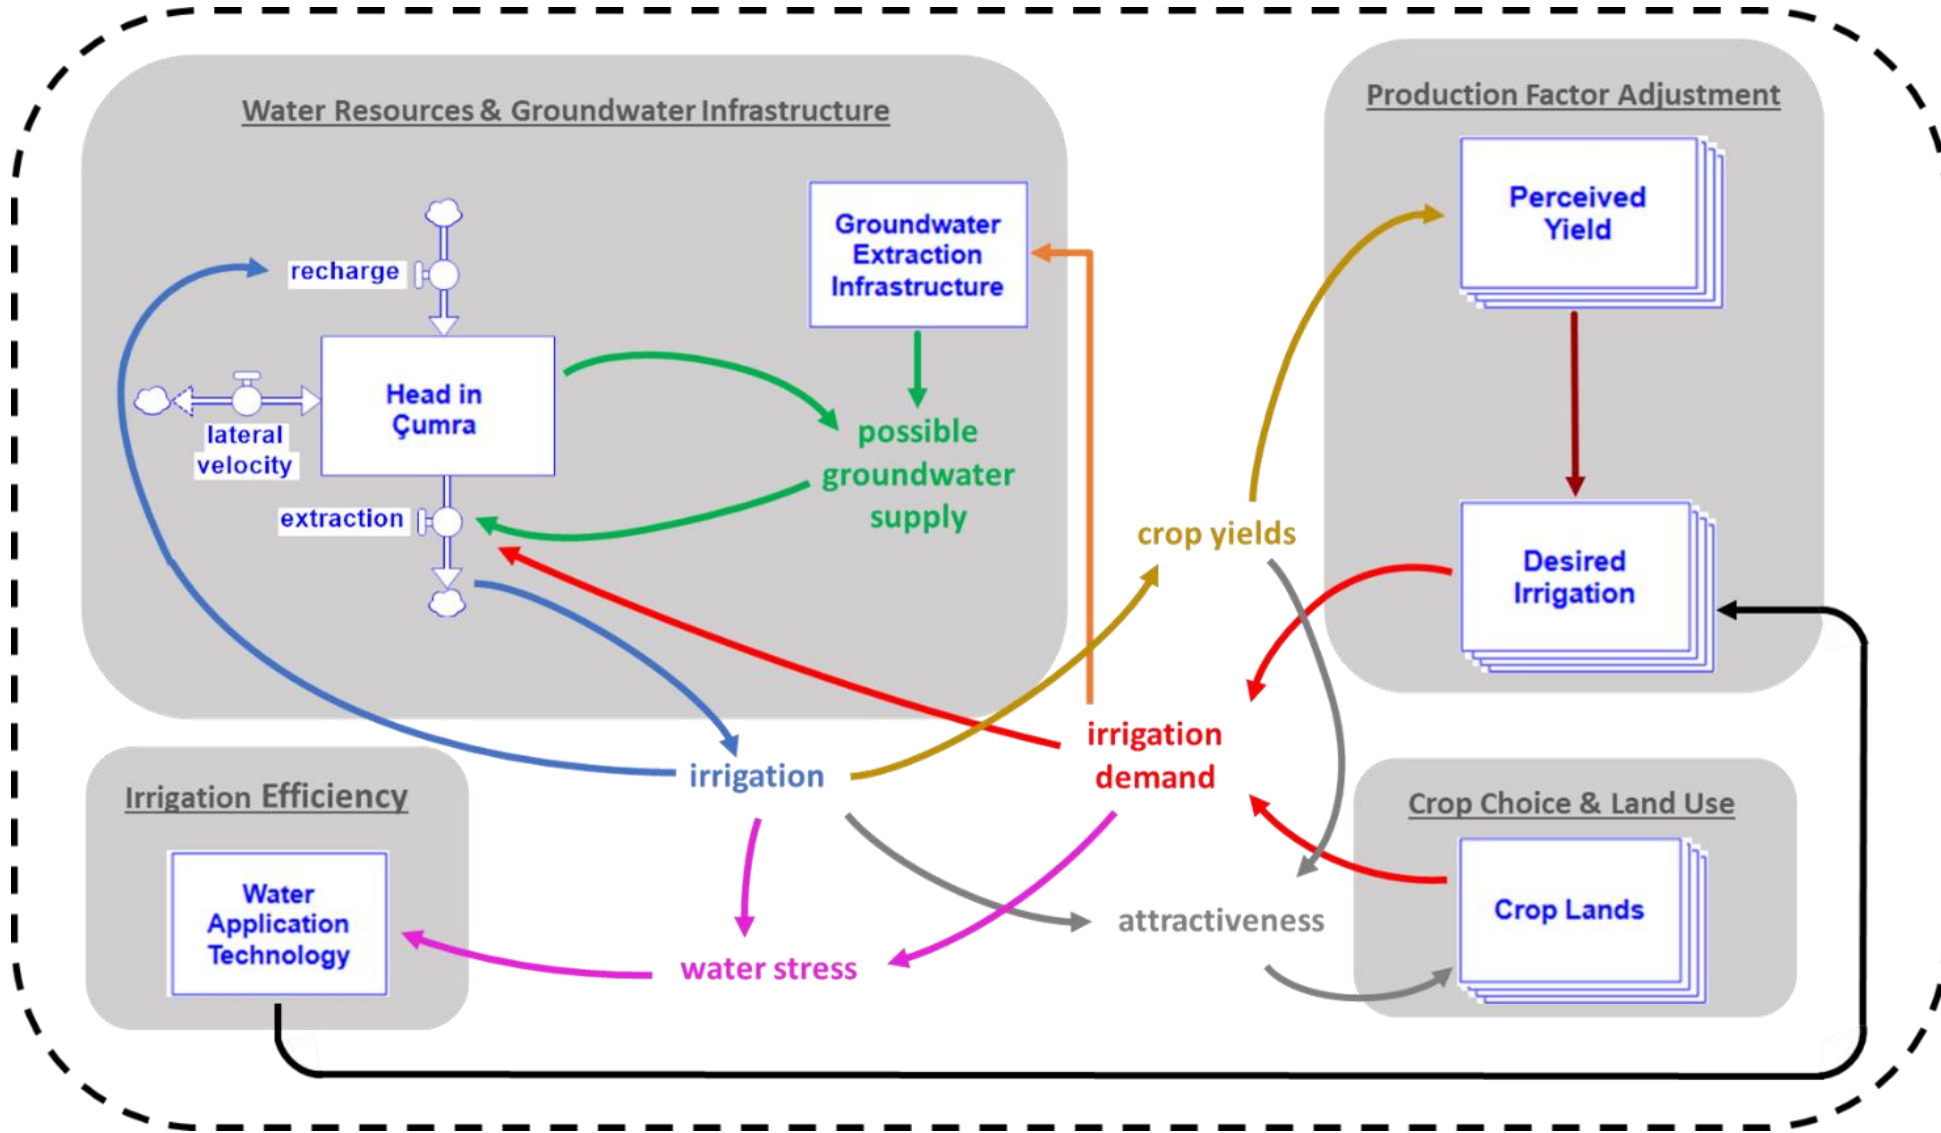 Water Resources & Groundwater Infrastructure
recharge
Head in
Çumra
lateral
velocity
extraction
Groundwater
Extraction
Infrastructure
possible
groundwater
supply
Production Factor Adjustment
Perceived
Yield
Desired
Irrigation
crop yields
irrigation
demand
irrigation
Irrigation Efficiency
Water
Application
Technology
water stress
attractiveness
Crop Choice & Land Use
Crop Lands